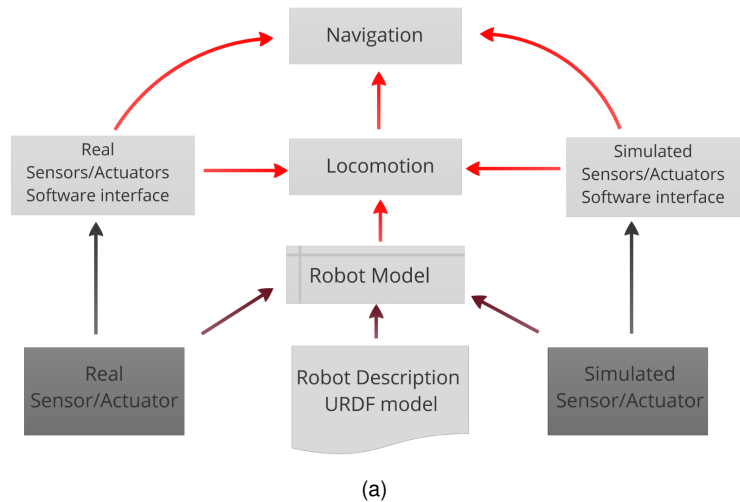 Navigation
Real
Sensors/Actuators
Software interface
Locomotion
Simulated
Sensors/Actuators
Software interface
Robot Model
Real
Sensor/Actuator
Robot Description
URDF model
Simulated
Sensor/Actuator
(a)